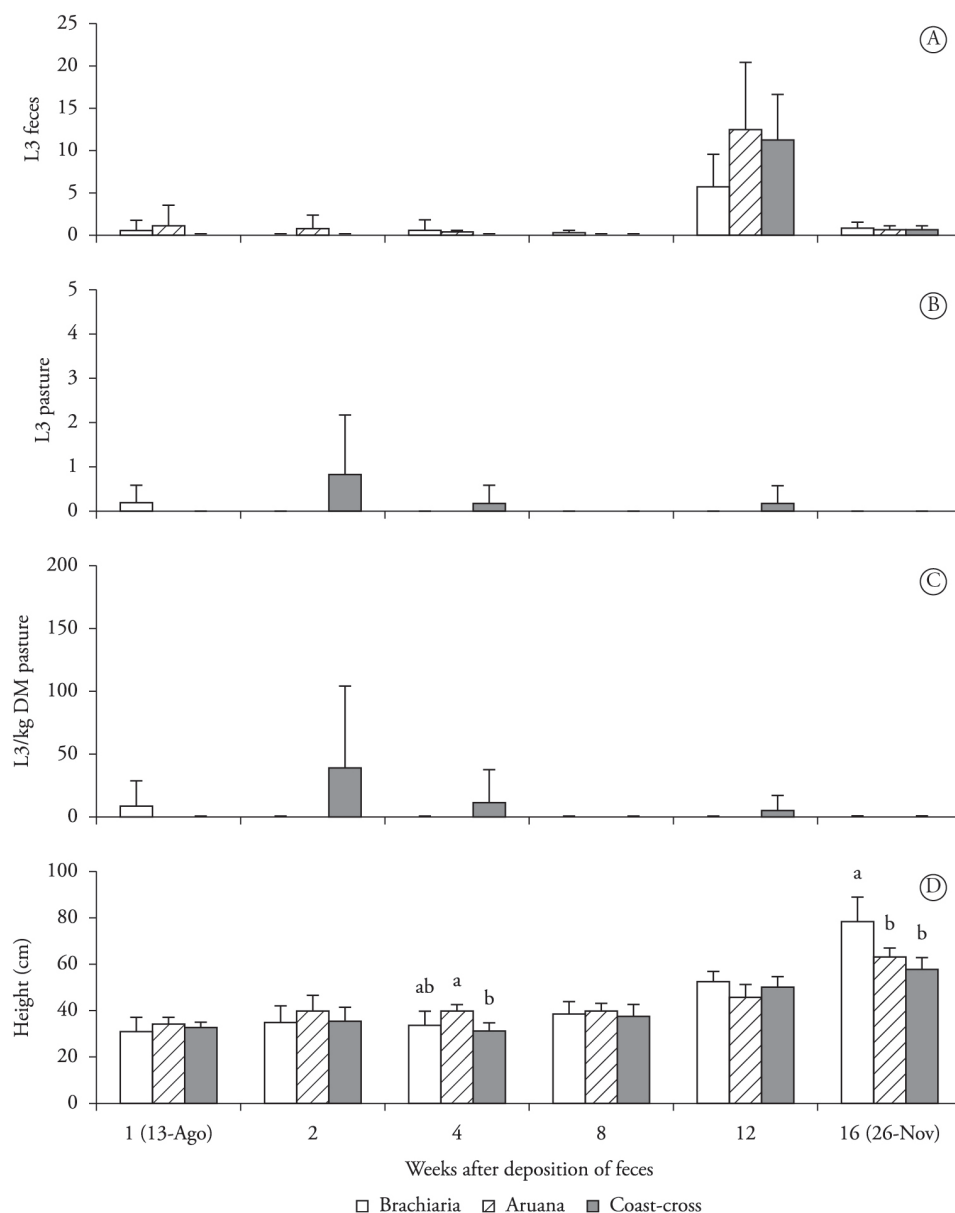 A
25
20
15
10
5
0
L3 feces
B
5
4
3
2
1
0
L3 pasture
C
200
150
100
50
0
L3/kg DM pasture
D
100
80
60
40
20
0
Height (cm)
ab a b
a b b
1 (13-Ago) 2 4 8 12 16 (26-Nov)
Weeks after deposition of feces
Brachiaria Aruana Coast-cross